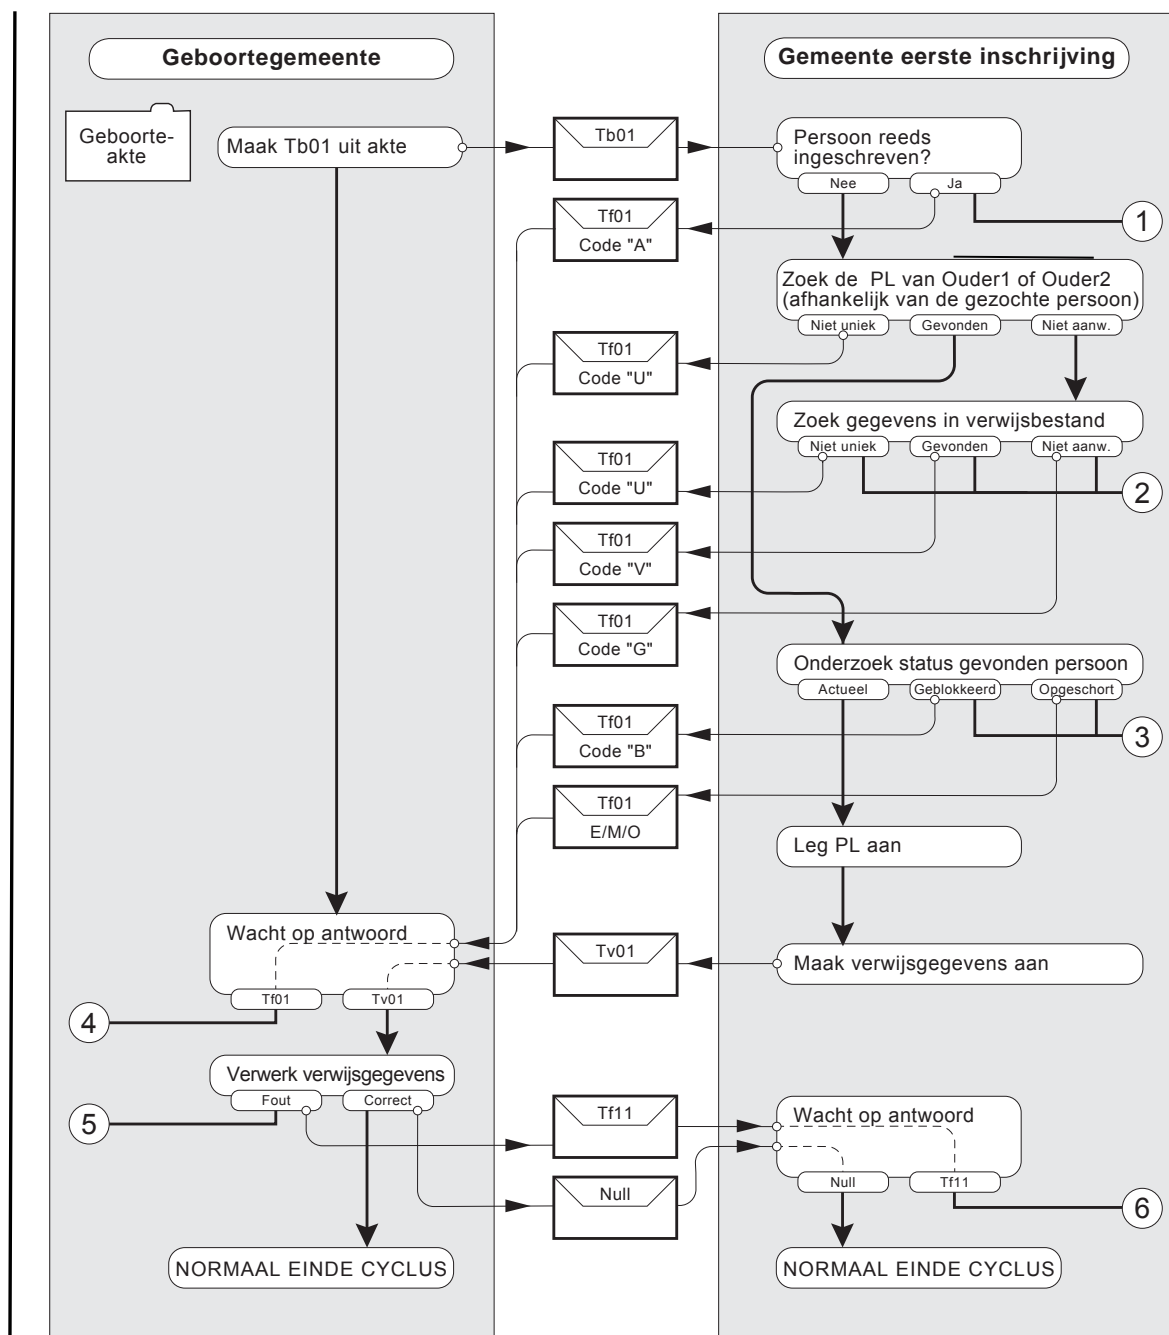 Geboortegemeente
Gemeente eerste inschrijving
Geboorte-
akte
Maak Tb01 uit akte
Tb01
Persoon reeds
ingeschreven?
Nee
Ja
1
Tf01
Code "A"
Zoek de PL van Ouder1 of Ouder2
(afhankelijk van de gezochte persoon)
Niet uniek
Gevonden
Niet aanw.
Tf01
Code "U"
Zoek gegevens in verwijsbestand
Niet uniek
Gevonden
Niet aanw.
2
Tf01
Code "U"
Tf01
Code "V"
Tf01
Code "G"
Onderzoek status gevonden persoon
Actueel
Geblokkeerd
Opgeschort
3
Tf01
Code "B"
Tf01
E/M/O
Leg PL aan
Wacht op antwoord
Tf01
Tv01
4
Tv01
Maak verwijsgegevens aan
Verwerk verwijsgegevens
Fout
Correct
5
Tf11
Null
Wacht op antwoord
Null
Tf11
6
NORMAAL EINDE CYCLUS
NORMAAL EINDE CYCLUS